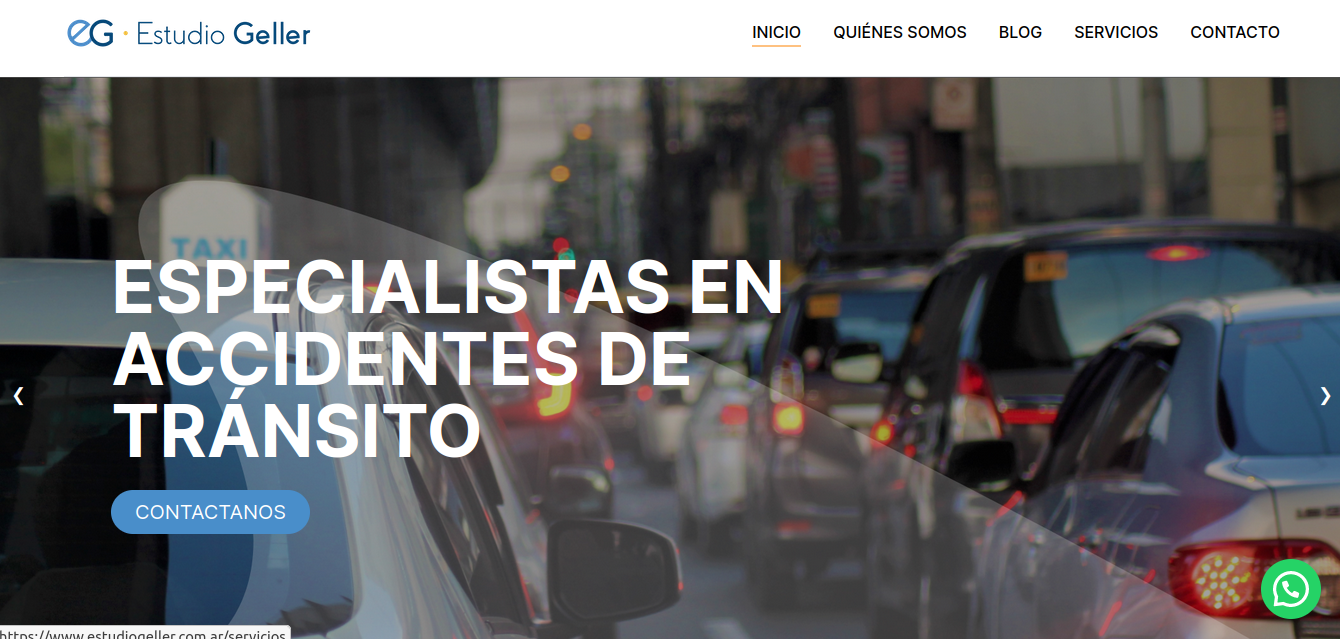 eG · Estudio Geller
INICIO
QUIÉNES SOMOS
BLOG
SERVICIOS
CONTACTO
TAXI
ESPECIALISTAS EN
ACCIDENTES DE
TRÁNSITO
CONTACTANOS
https://www.estudiogeller.com.ar/servicios